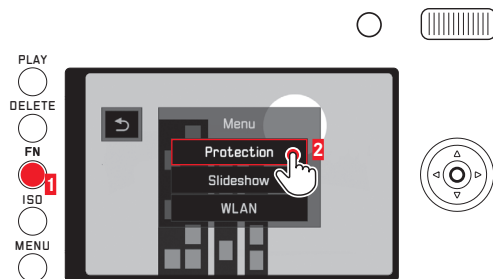 PLAY
DELETE
FN
1
ISO
MENU
Menu
Protection
2
Slideshow
WLAN